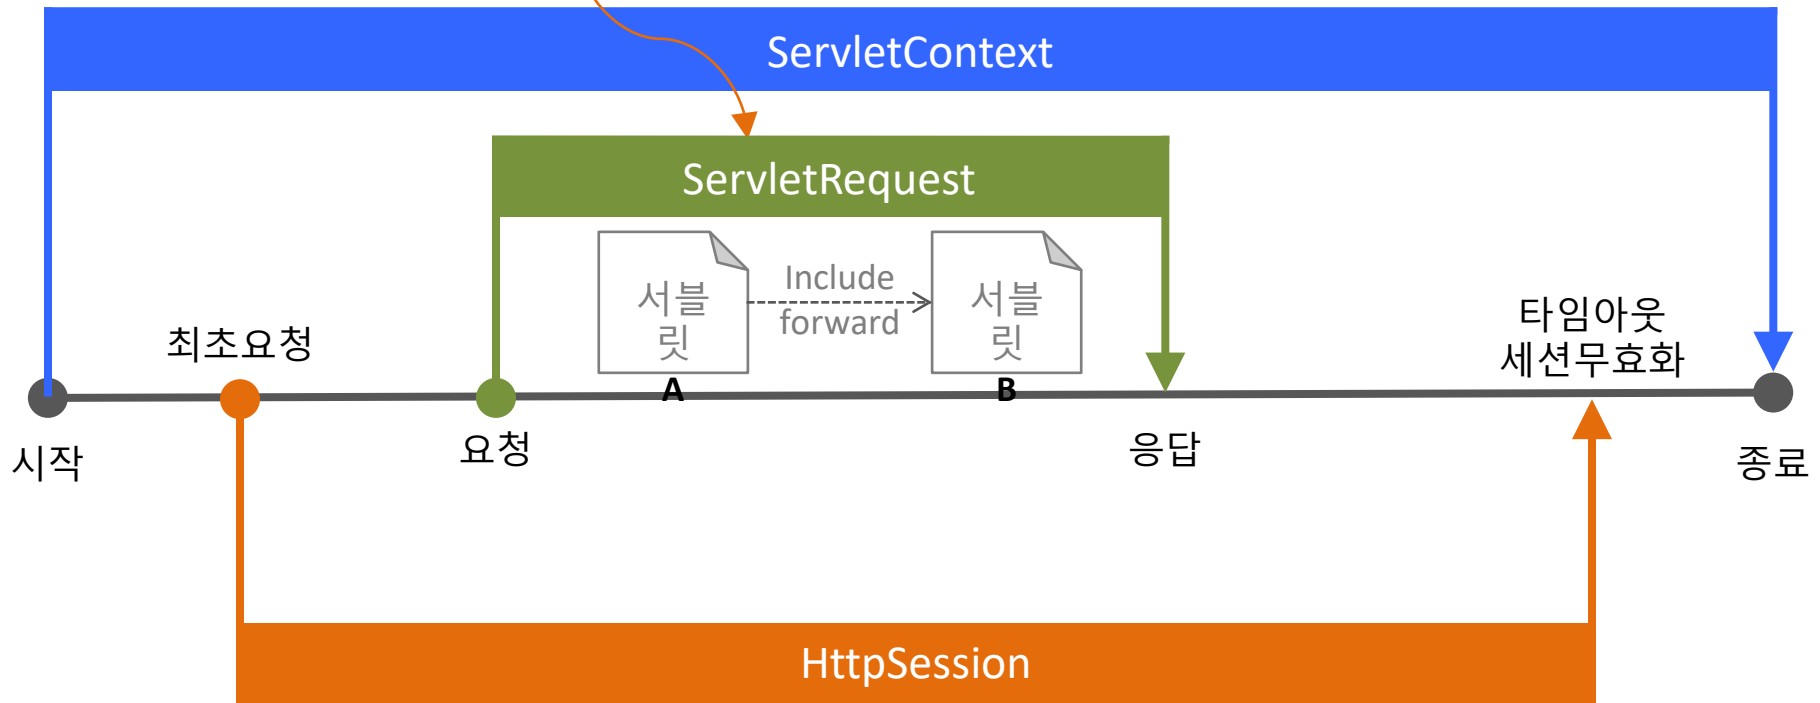 ServletContext
ServletRequest
서블
릿
A
Include
forward
서블
릿
B
최초요청
타임아웃
세션무효화
시작
요청
응답
종료
HttpSession